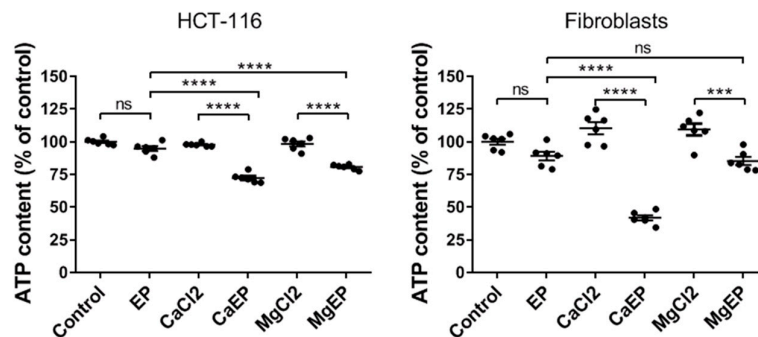 HCT-116
ATP content (% of control)
150
125
100
75
50
25
0
ns
****
****
****
****
Control
EP
CaCl2
CaEP
MgCl2
MgEP
Fibroblasts
ATP content (% of control)
150
125
100
75
50
25
0
ns
****
ns
****
***
Control
EP
CaCl2
CaEP
MgCl2
MgEP